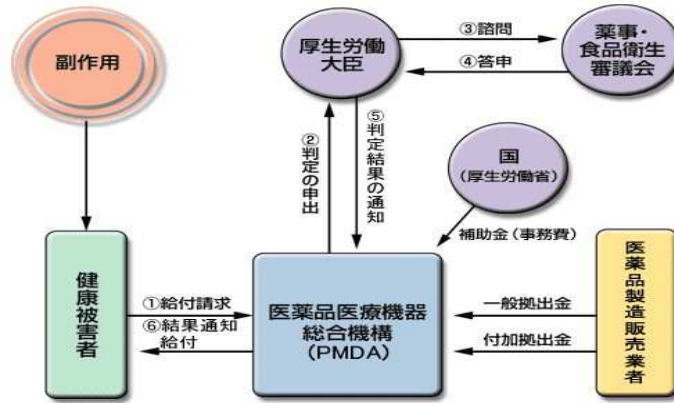 副作用
厚生労働
大臣
③諮問
④答申
薬事・
食品衛生
審議会
②判定の申出
⑤判定結果の通知
国
(厚生労働省)
補助金(事務費)
健康被害者
①給付請求
⑥結果通知
給付
医薬品医療機器
総合機構
(PMDA)
一般拠出金
付加拠出金
医薬品製造販売業者